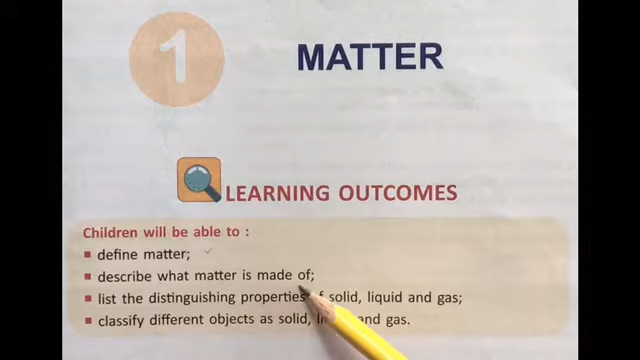 1
MATTER
LEARNING OUTCOMES
Children will be able to :
define matter;
describe what matter is made of;
list the distinguishing properties of solid, liquid and gas;
classify different objects as solid, and gas.